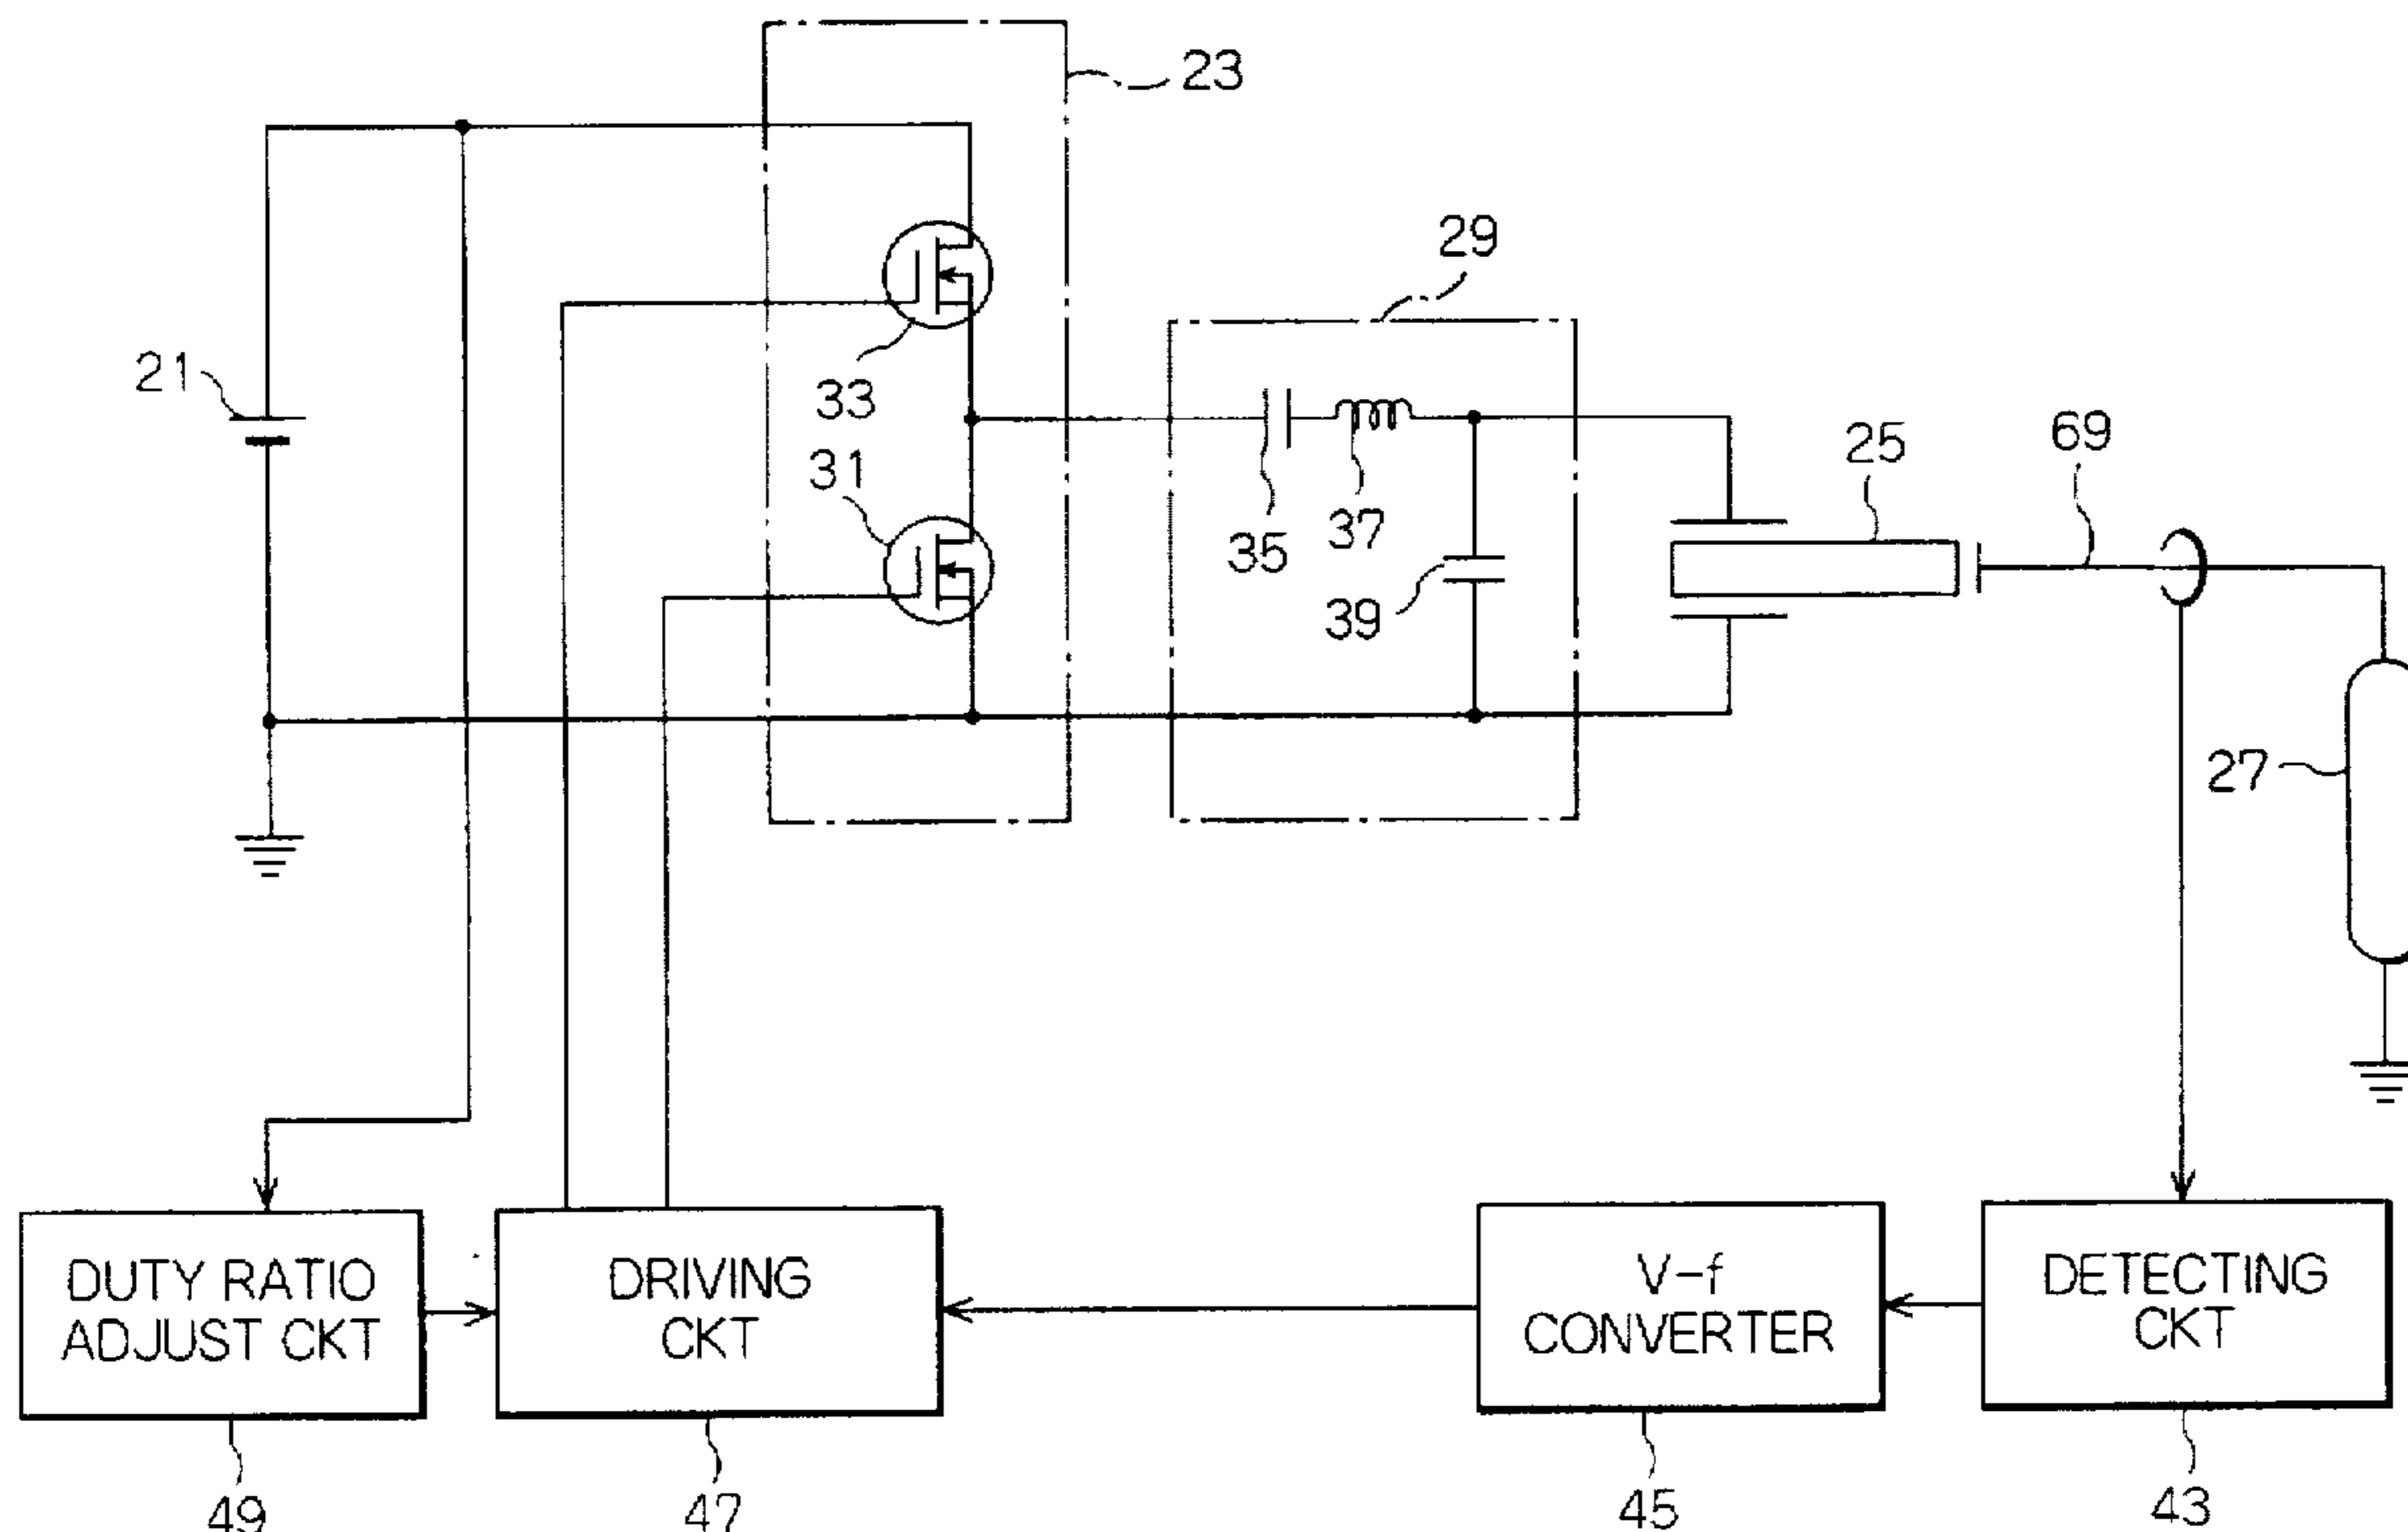 23
29
21
33
31
25
69
35
37
39
27
DUTY RATIO
ADJUST CKT
DRIVING
CKT
V-f
CONVERTER
DETECTING
CKT
49
47
45
43